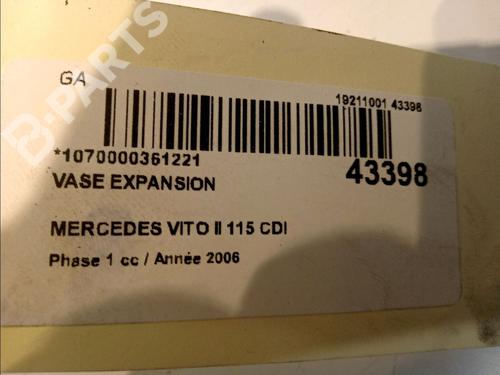 B-PARTS
GA
19211001 43398
*1070000361221
43398
VASE EXPANSION
MERCEDES VITO II 115 CDI
Phase 1 cc / Année 2006